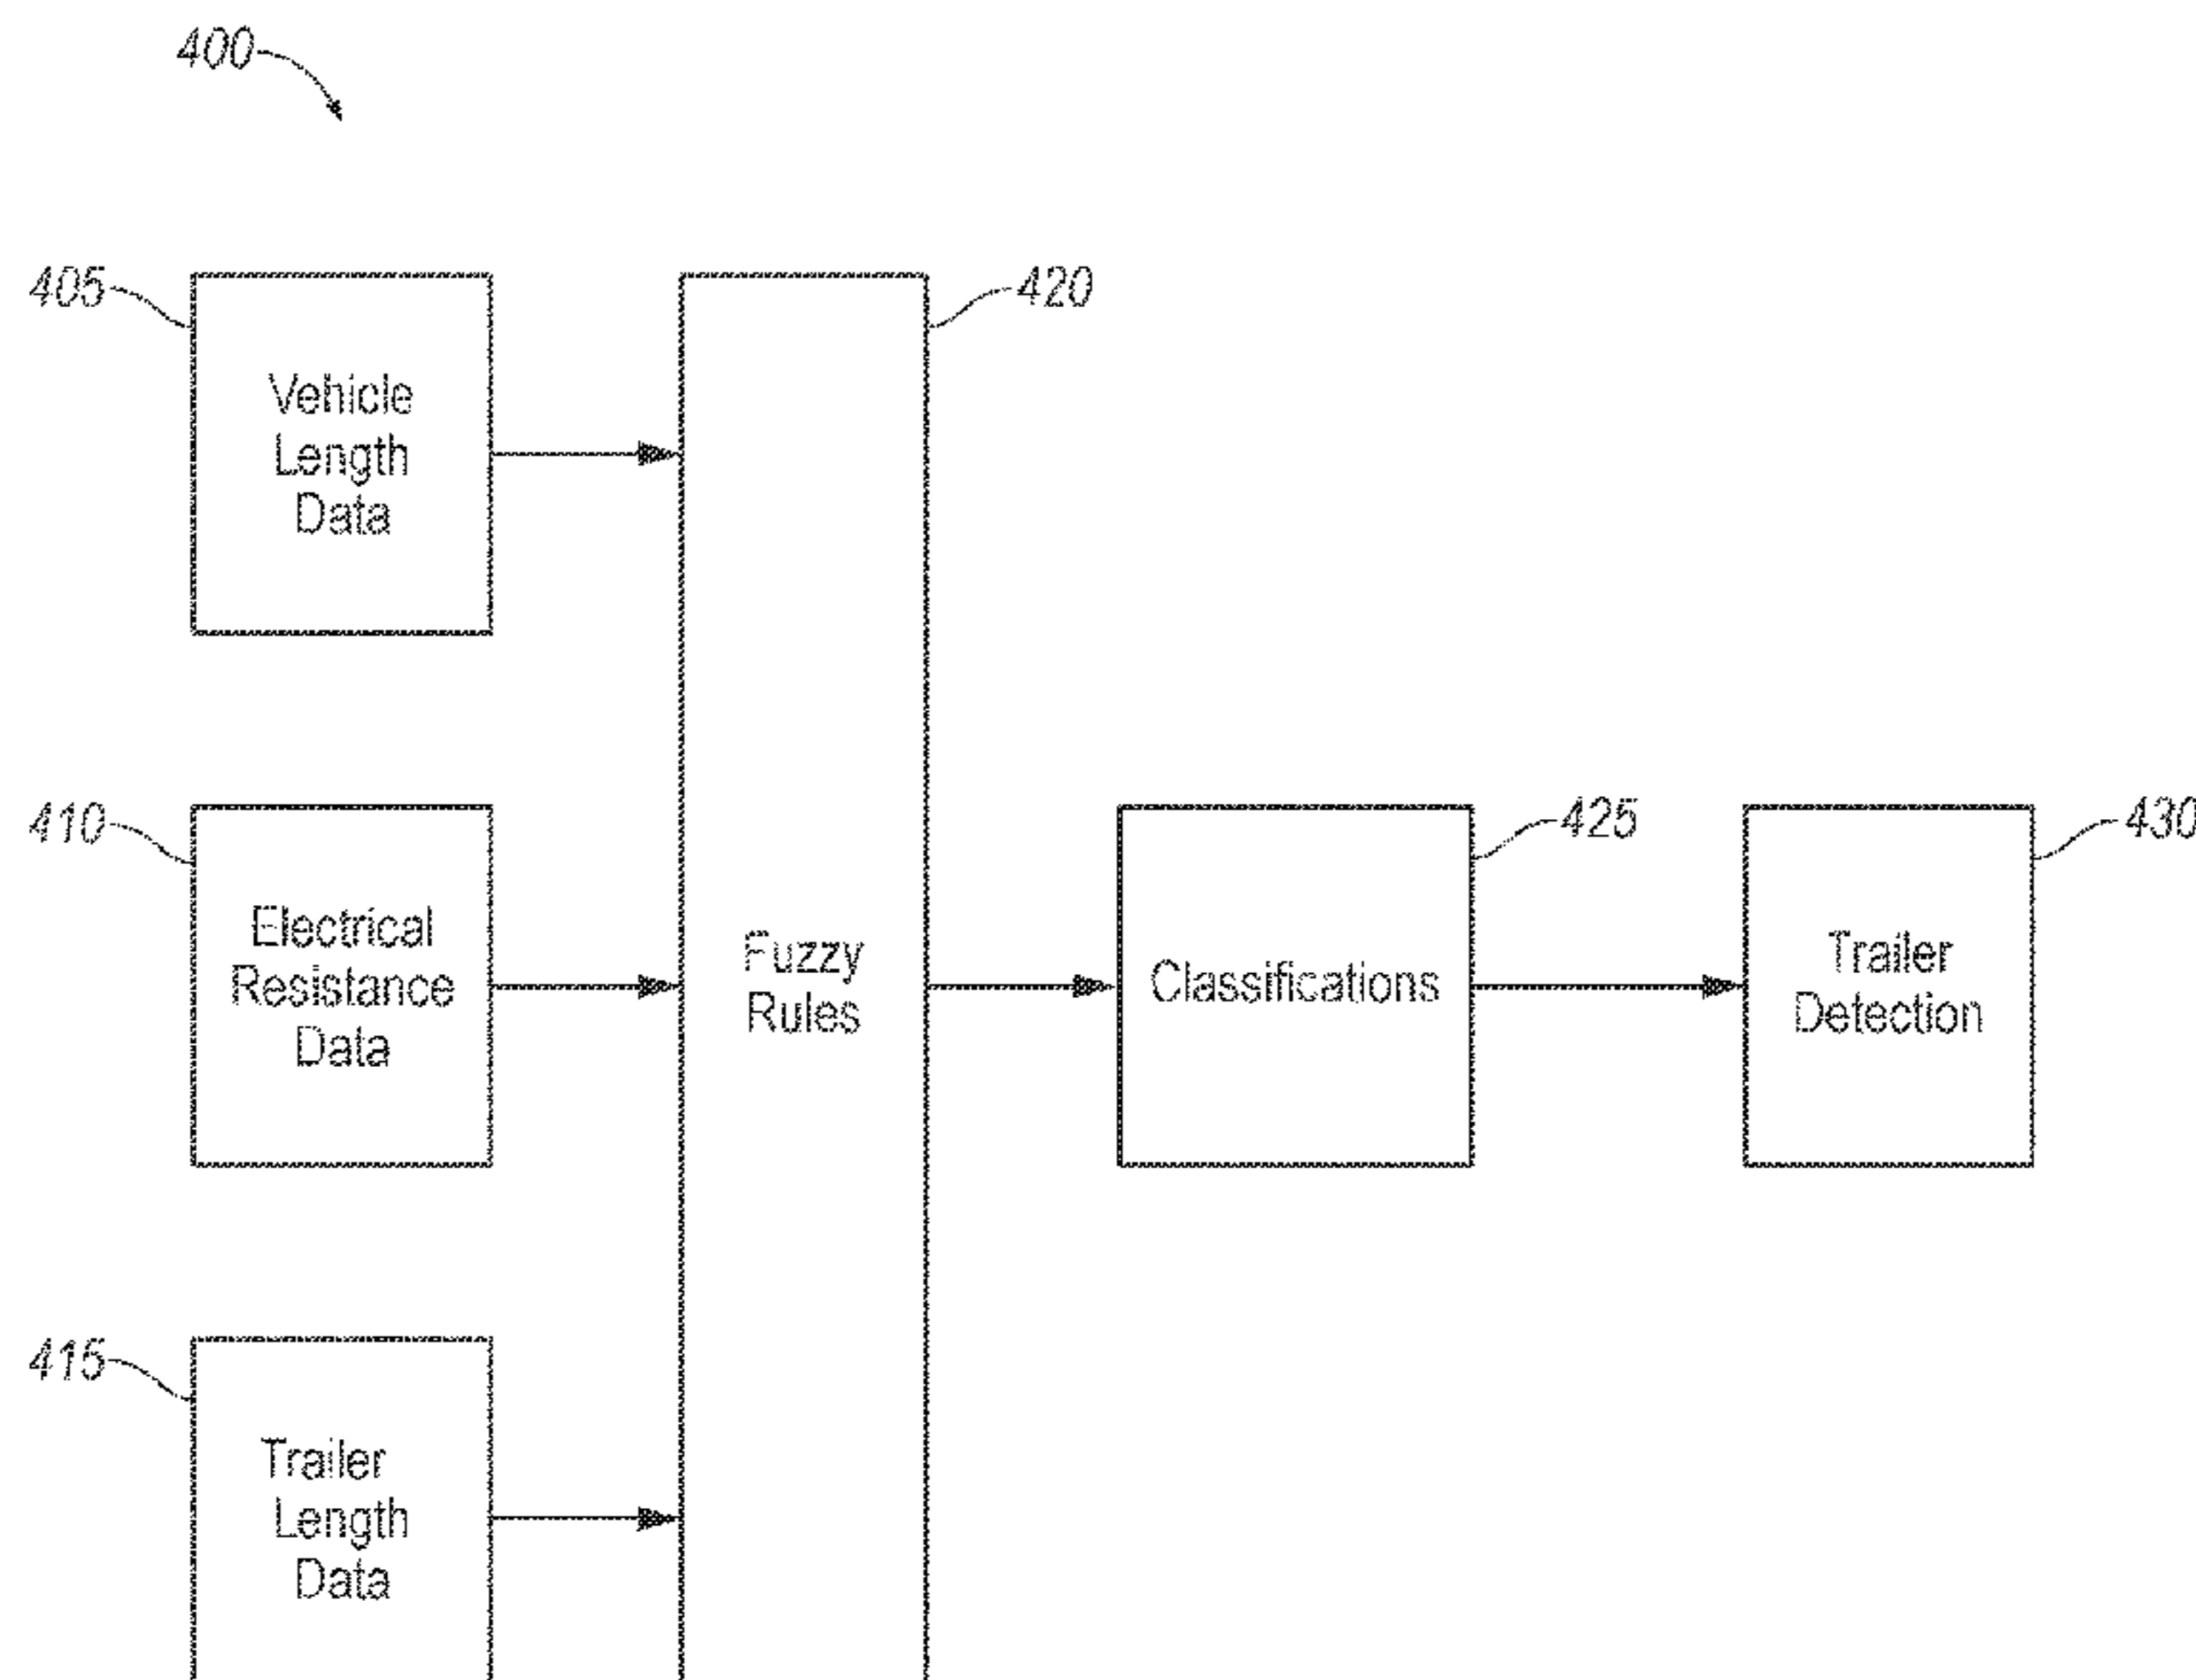 400
405
Vehicle
Length
Data
420
410
Electrical
Resistance
Data
Fuzzy
Rules
425
Classifications
430
Trailer
Detection
415
Trailer
Length
Data